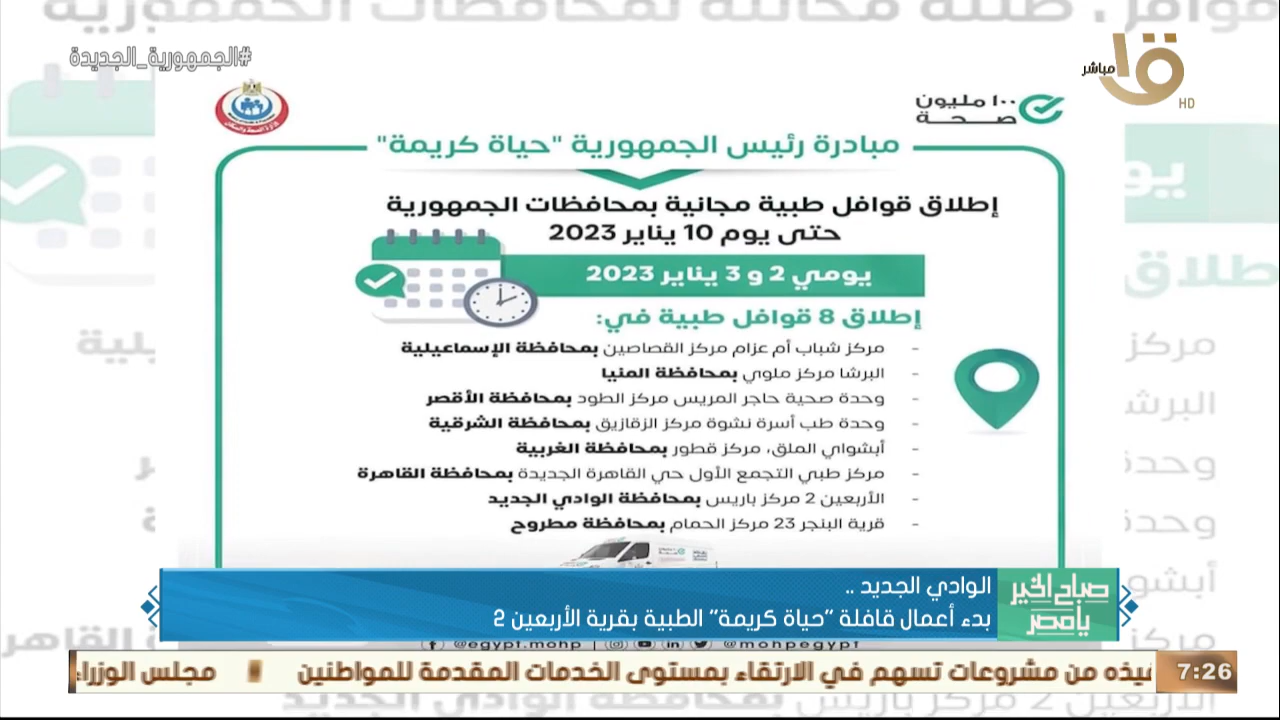 #الجمهورية_الجديدة
مباشر
HD
١٠٠ مليون
صحة
مبادرة رئيس الجمهورية "حياة كريمة"
إطلاق قوافل طبية مجانية بمحافظات الجمهورية
حتى يوم 10 يناير 2023
يومي 2 و 3 يناير 2023
إطلاق 8 قوافل طبية في:
- مركز شباب أم عزام مركز القصاصين بمحافظة الإسماعيلية
- البرشا مركز ملوي بمحافظة المنيا
- وحدة صحية حاجر المريس مركز الطود بمحافظة الأقصر
- وحدة طب أسرة نشوة مركز الزقازيق بمحافظة الشرقية
- أبشواي الملق، مركز قطور بمحافظة الغربية
- مركز طبي التجمع الأول حي القاهرة الجديدة بمحافظة القاهرة
- الأربعين 2 مركز باريس بمحافظة الوادي الجديد
- قرية البنجر 23 مركز الحمام بمحافظة مطروح
صباح الخير
يا مصر
الوادي الجديد ..
بدء أعمال قافلة "حياة كريمة" الطبية بقرية الأربعين 2
@egypt.mohp | @mohpegypt
7:26
من مشروعات تسهم في الارتقاء بمستوى الخدمات المقدمة للمواطنين مجلس